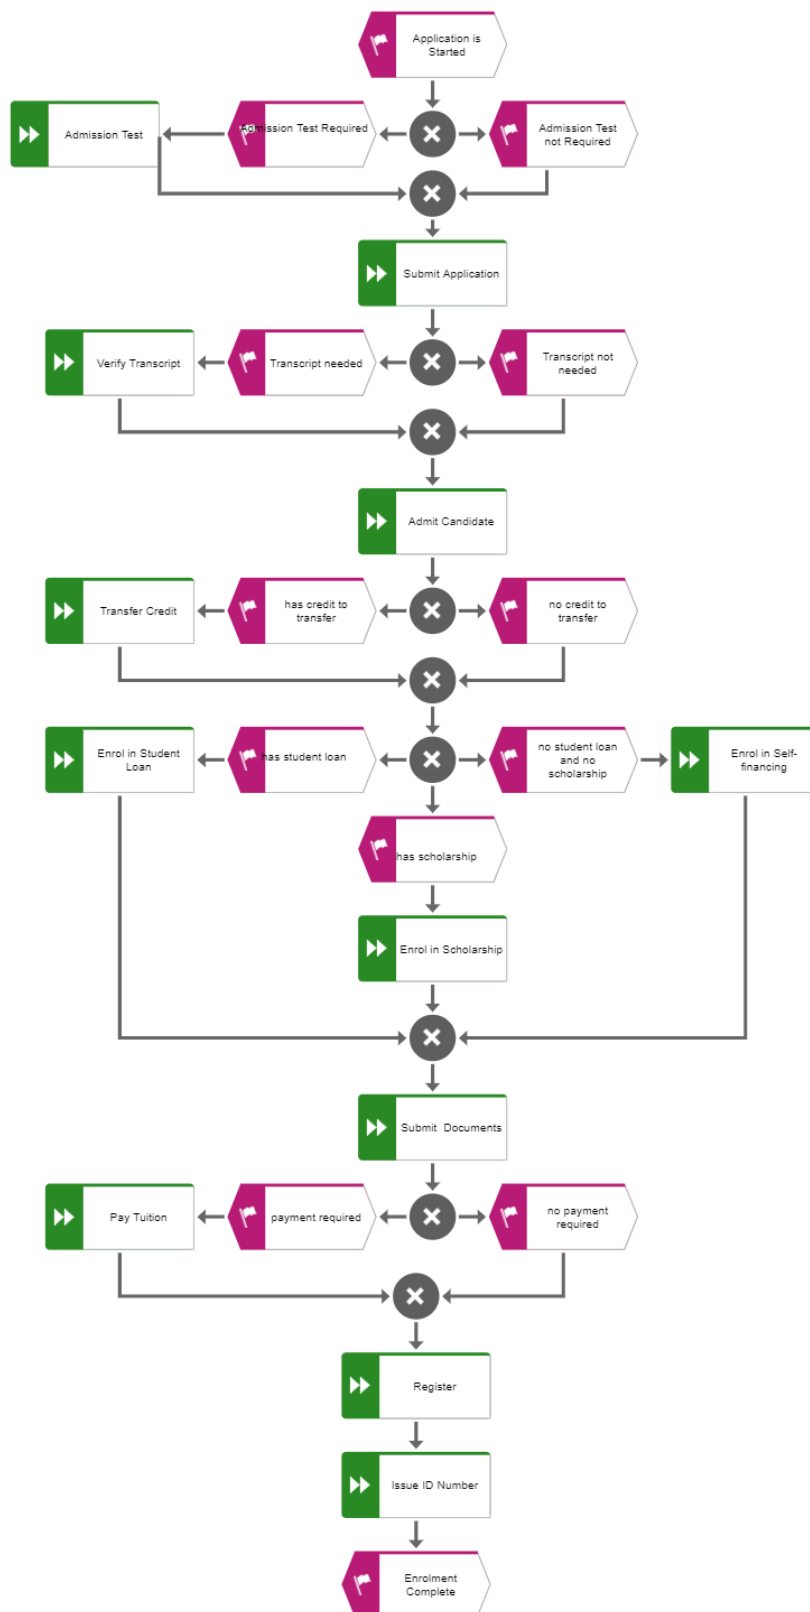 Application is
Started
Admission Test
Admission Test Required
Admission Test
not Required
Submit Application
Verify Transcript
Transcript needed
Transcript not
needed
Admit Candidate
Transfer Credit
has credit to
transfer
no credit to
transfer
Enrol in Student
Loan
has student loan
no student loan
and no
scholarship
Enrol in Self-
financing
has scholarship
Enrol in Scholarship
Submit Documents
Pay Tuition
payment required
no payment
required
Register
Issue ID Number
Enrolment
Complete